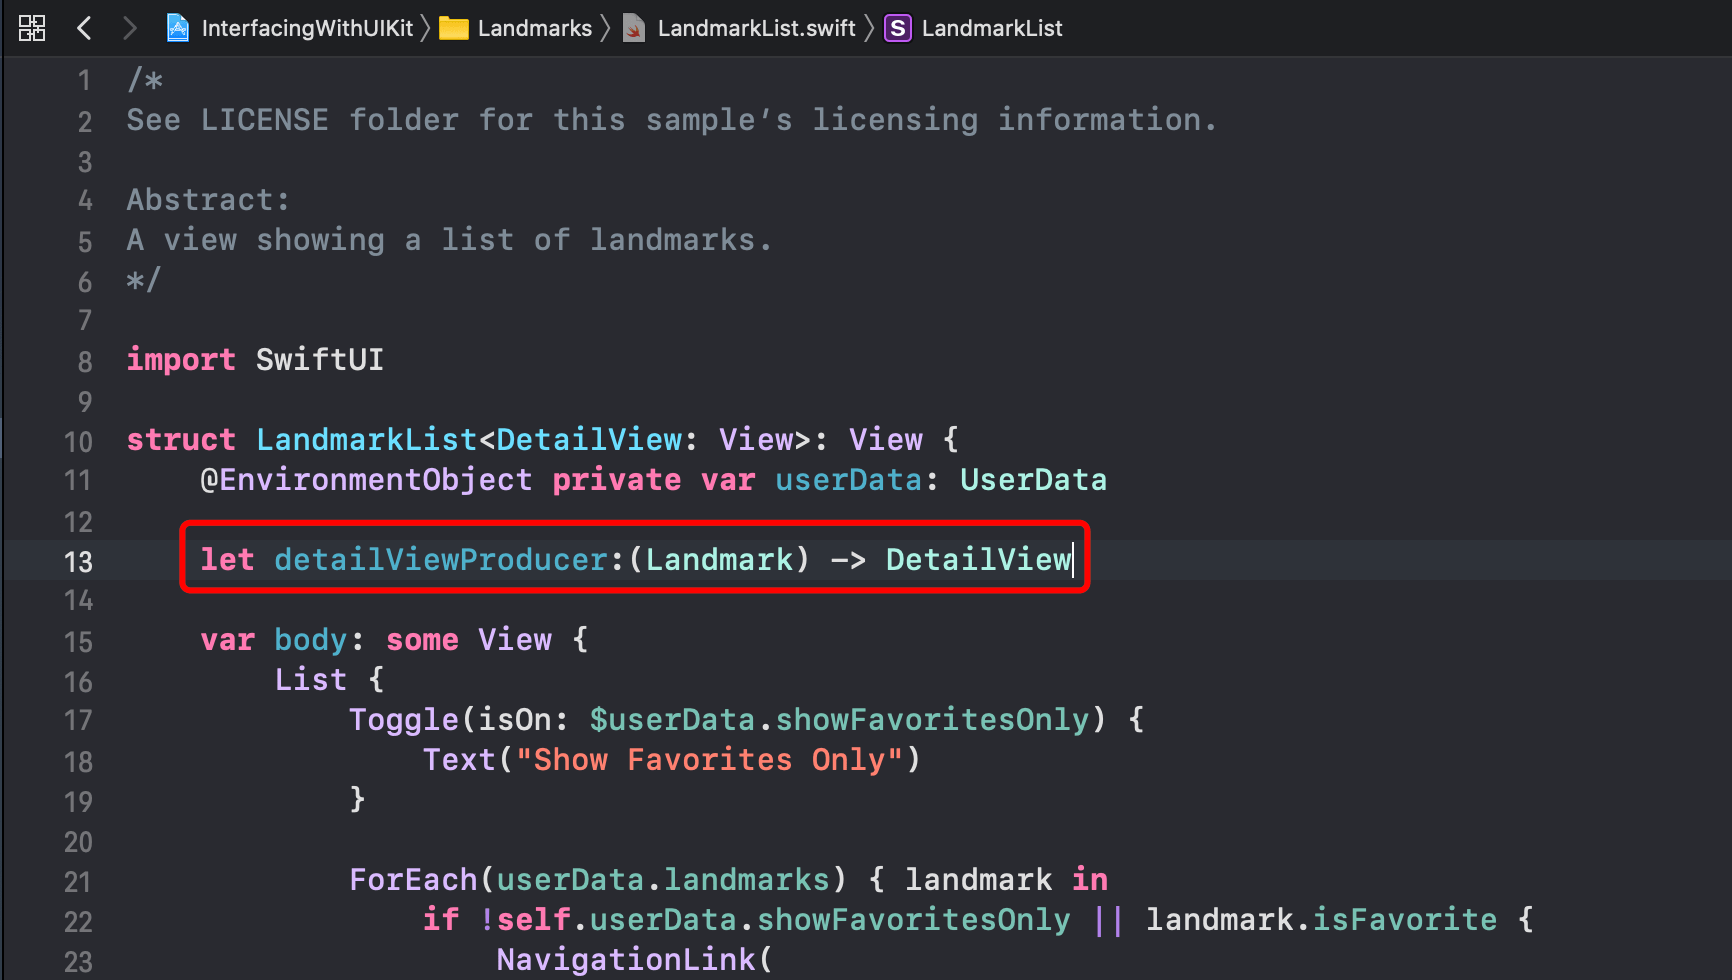 InterfacingWithUIKit Landmarks LandmarkList.swift S LandmarkList
1 /*
2 See LICENSE folder for this sample’s licensing information.
3
4 Abstract:
5 A view showing a list of landmarks.
6 */
7
8 import SwiftUI
9
10 struct LandmarkList<DetailView: View>: View {
11 @EnvironmentObject private var userData: UserData
12
13 let detailViewProducer:(Landmark) -> DetailView
14
15 var body: some View {
16 List {
17 Toggle(isOn: $userData.showFavoritesOnly) {
18 Text("Show Favorites Only")
19 }
20
21 ForEach(userData.landmarks) { landmark in
22 if !self.userData.showFavoritesOnly || landmark.isFavorite {
23 NavigationLink(